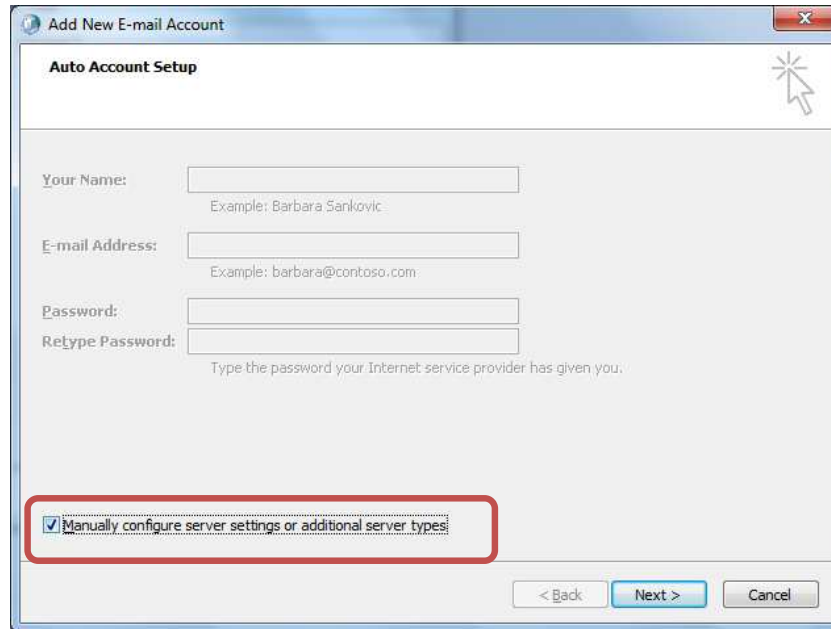 Add New E-mail Account
Auto Account Setup
Your Name:
Example: Barbara Sankovic
E-mail Address:
Example: barbara@contoso.com
Password:
Retype Password:
Type the password your Internet service provider has given you.
Manually configure server settings or additional server types
< Back Next > Cancel